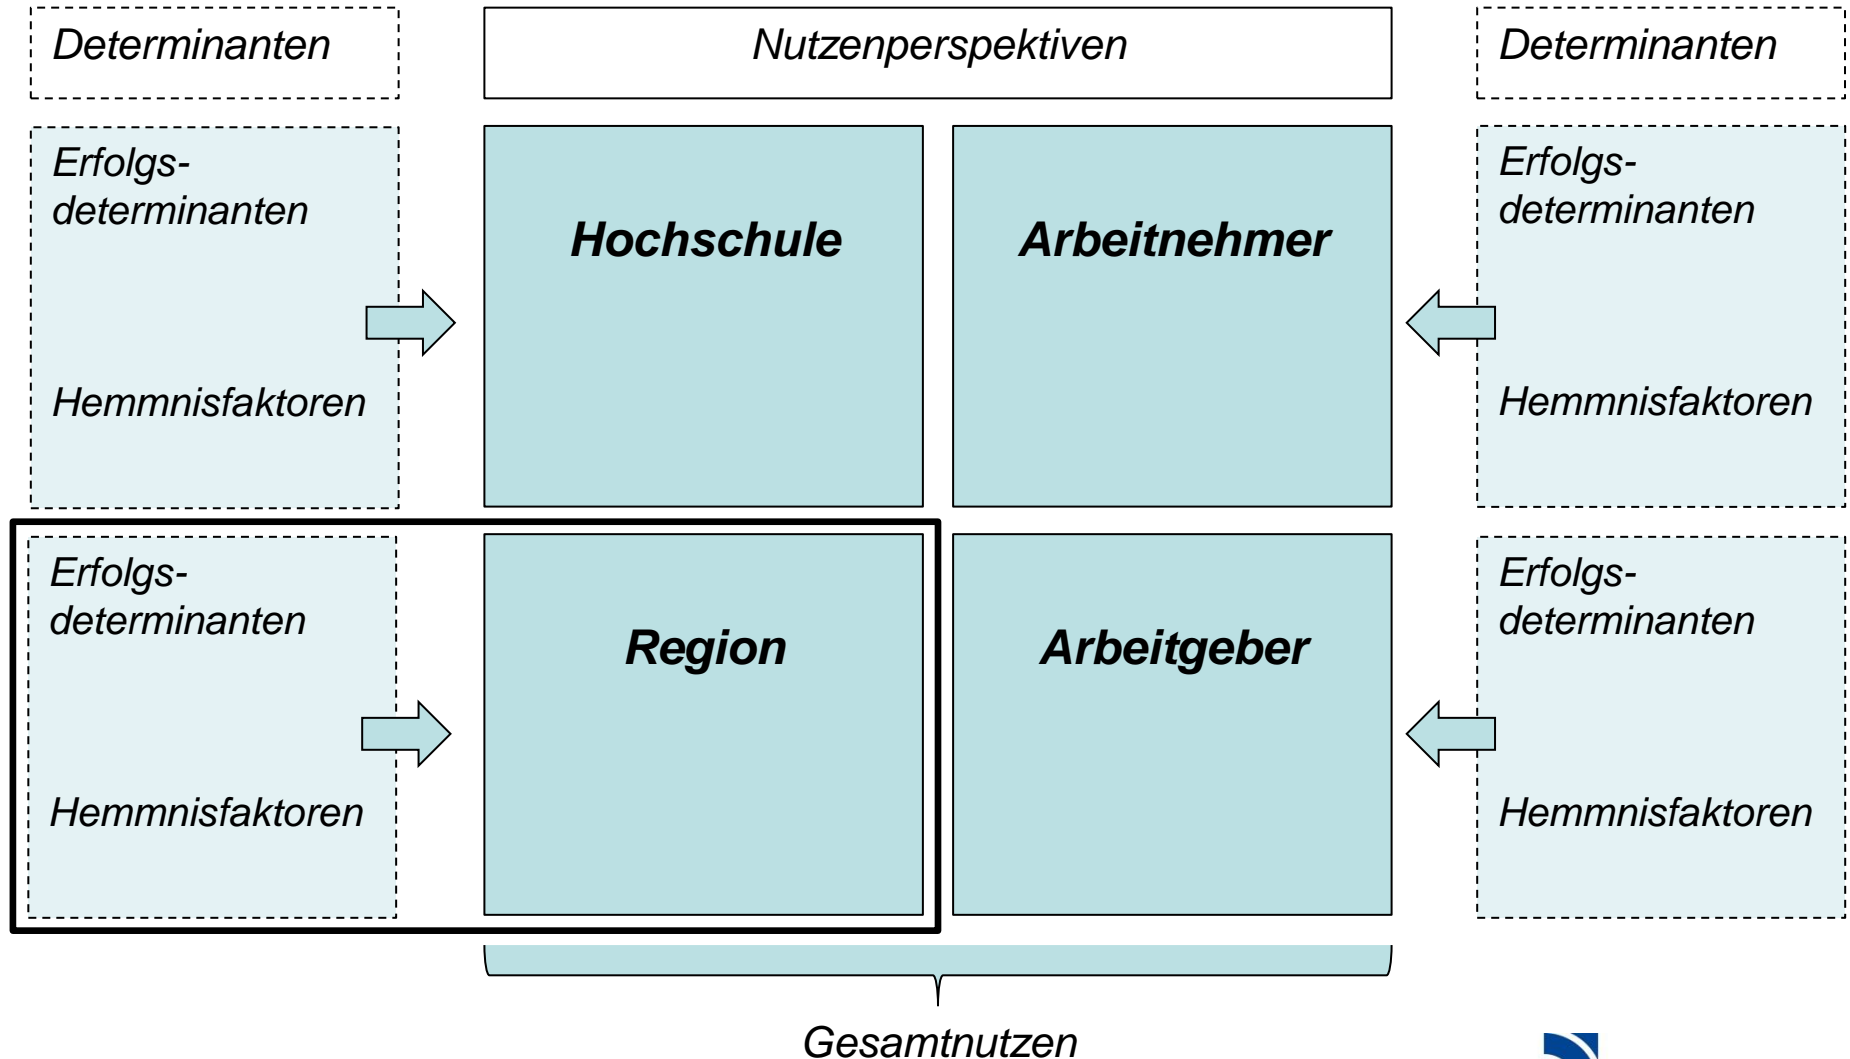 Determinanten
Nutzenperspektiven
Determinanten
Erfolgs-
determinanten
Hemmnisfaktoren
Hochschule
Arbeitnehmer
Erfolgs-
determinanten
Hemmnisfaktoren
Erfolgs-
determinanten
Hemmnisfaktoren
Region
Arbeitgeber
Erfolgs-
determinanten
Hemmnisfaktoren
Gesamtnutzen